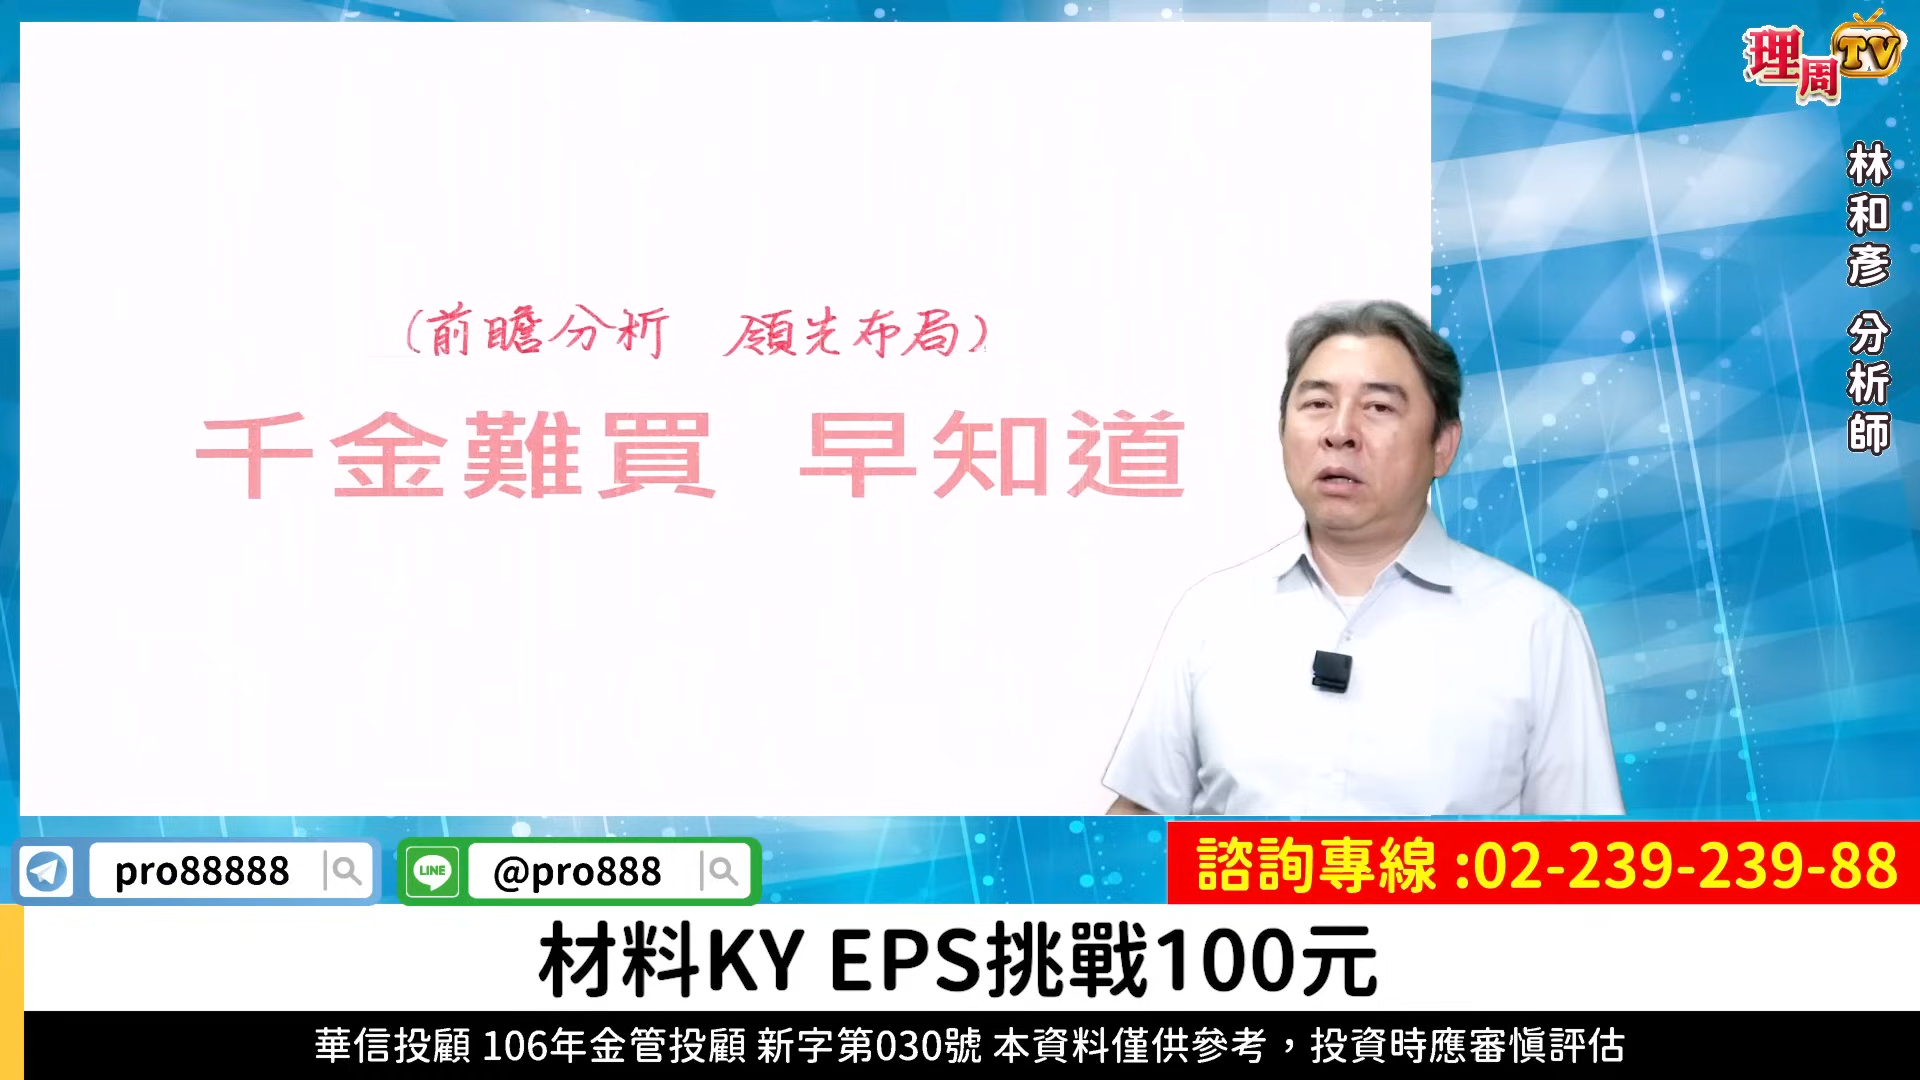 理周TV
林和彥 分析師
(前瞻分析 領先布局)
千金難買 早知道
pro88888
LINE
@pro888
諮詢專線:02-239-239-88
材料KY EPS挑戰100元
華信投顧 106年金管投顧 新字第030號 本資料僅供參考，投資時應審慎評估